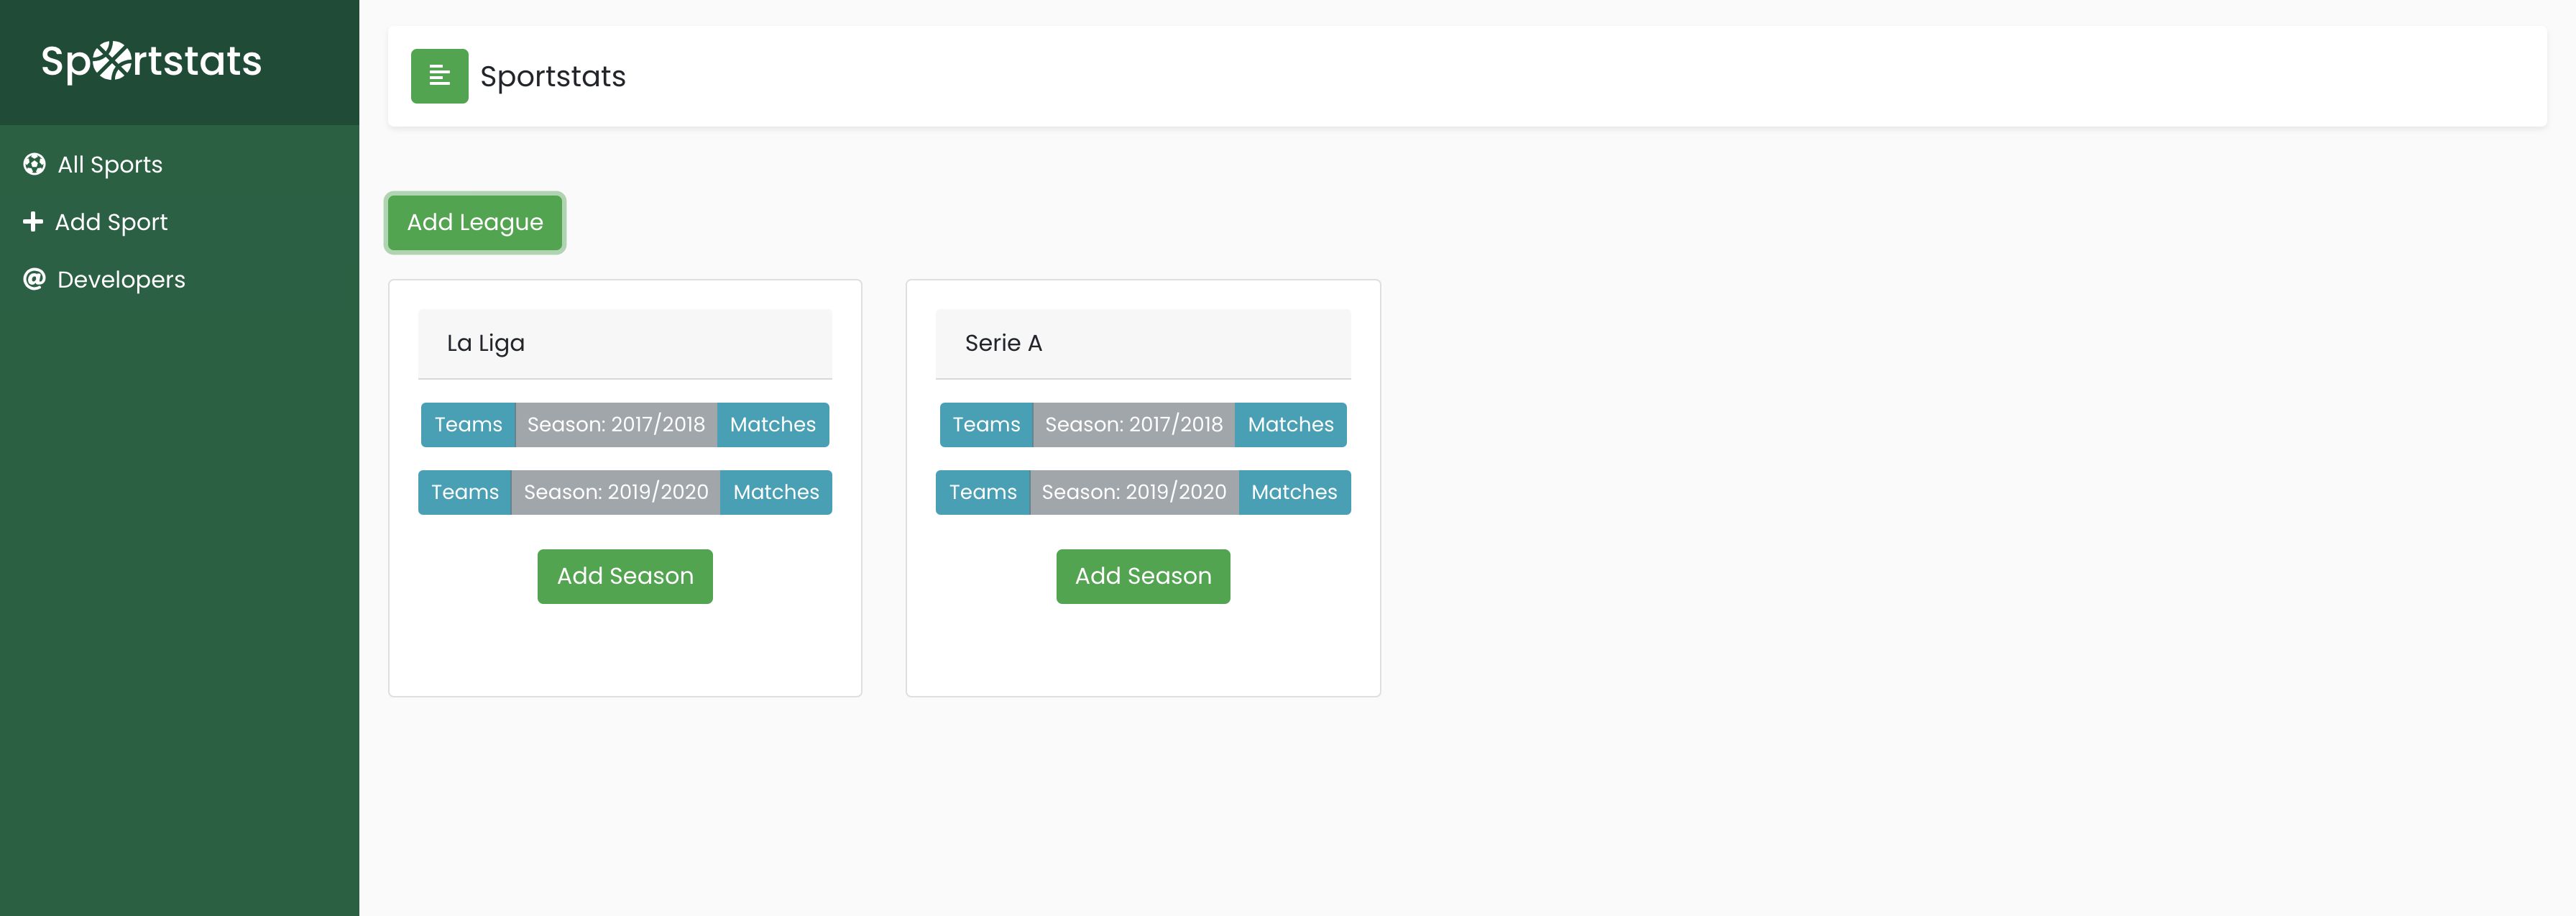 Sportstats
All Sports
Add Sport
Developers
Sportstats
Add League
La Liga
Teams Season: 2017/2018 Matches
Teams Season: 2019/2020 Matches
Add Season
Serie A
Teams Season: 2017/2018 Matches
Teams Season: 2019/2020 Matches
Add Season